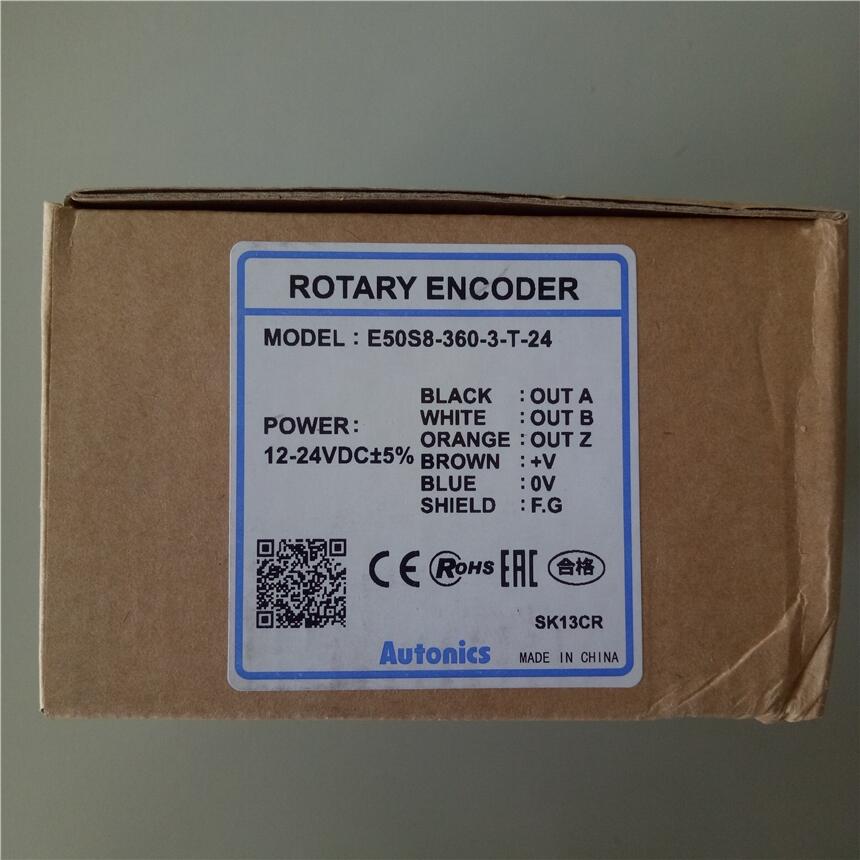 ROTARY ENCODER
MODEL : E50S8-360-3-T-24
POWER:
12-24VDC±5%
BLACK : OUT A
WHITE : OUT B
ORANGE : OUT Z
BROWN : +V
BLUE : 0V
SHIELD : F.G
CE RoHS EAC 合格
SK13CR
Autonics MADE IN CHINA